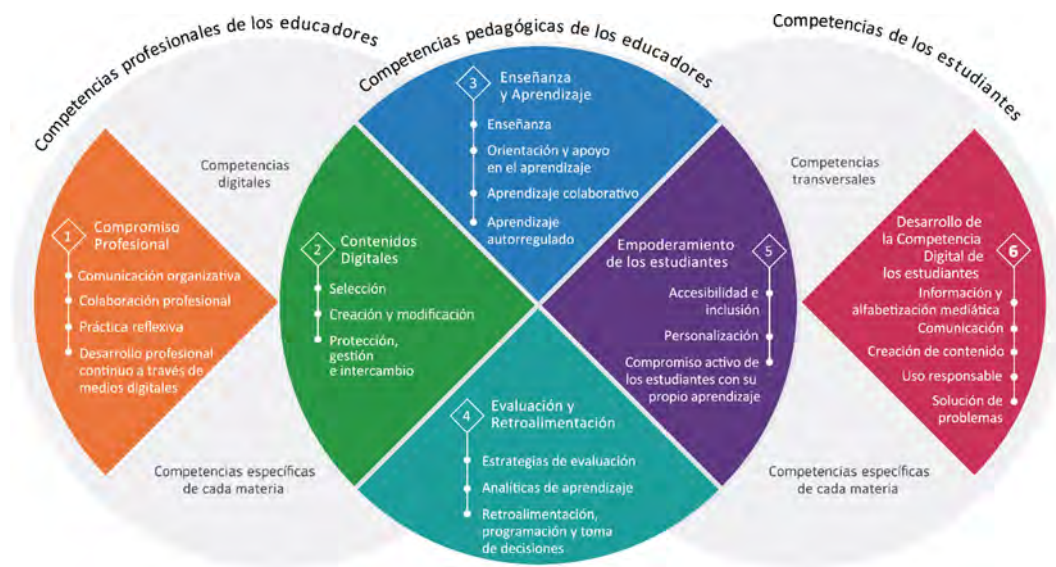 Competencias profesionales de los educadores
Competencias pedagógicas de los educadores
Competencias de los estudiantes
Competencias
digitales
1
Compromiso
Profesional
Comunicación organizativa
Colaboración profesional
Práctica reflexiva
Desarrollo profesional
continuo a través de
medios digitales
Competencias específicas
de cada materia
2
Contenidos
Digitales
Selección
Creación y modificación
Protección,
gestión
e intercambio
3
Enseñanza
y Aprendizaje
Enseñanza
Orientación y apoyo
en el aprendizaje
Aprendizaje colaborativo
Aprendizaje
autorregulado
4
Evaluación y
Retroalimentación
Estrategias de evaluación
Analíticas de aprendizaje
Retroalimentación,
programación y toma
de decisiones
Empoderamiento
de los estudiantes
5
Accesibilidad e
inclusión
Personalización
Compromiso activo de
los estudiantes con su
propio aprendizaje
Competencias
transversales
Desarrollo de
la Competencia
Digital de
los estudiantes
6
Información y
alfabetización mediática
Comunicación
Creación de contenido
Uso responsable
Solución de
problemas
Competencias específicas
de cada materia